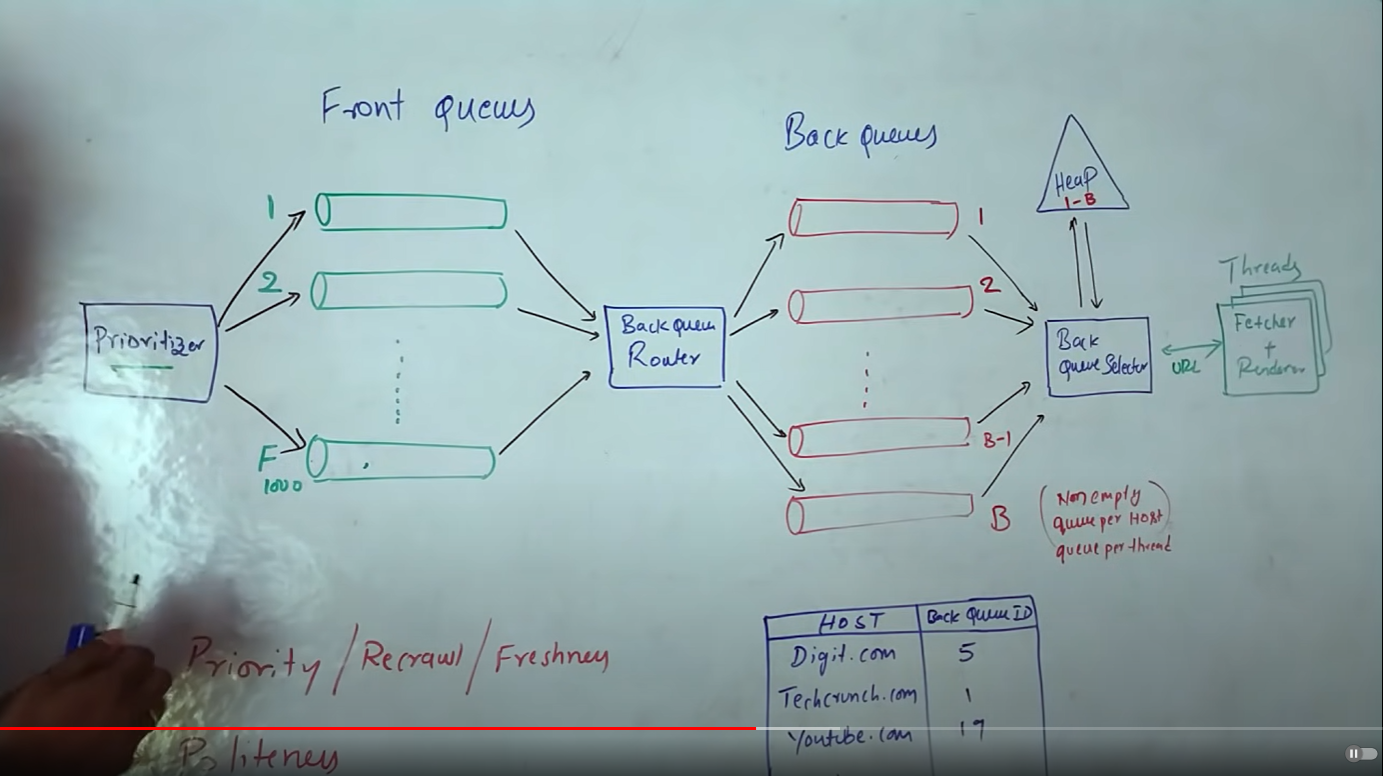 Front queues
Back queues
Heap
1-B
1
2
F
1000
Prioritizer
Back queue
Router
1
2
B-1
B
Back
Queue Selector
URL
Threads
Fetcher
+
Renderer
(Non empty
queue per Host
queue per thread)
Priority / Recrawl / Freshness
Politeness
HOST
Back Queue ID
Digit.com
5
Techcrunch.com
1
Youtube.com
17